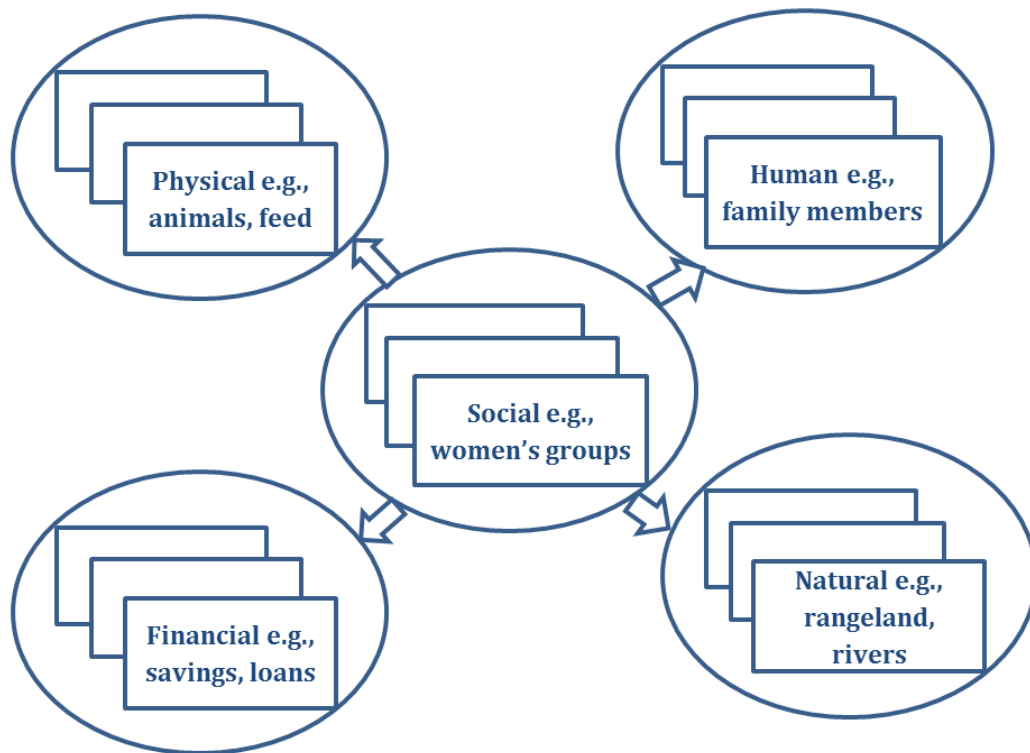 Physical e.g.,
animals, feed
Human e.g.,
family members
Social e.g.,
women’s groups
Financial e.g.,
savings, loans
Natural e.g.,
rangeland,
rivers